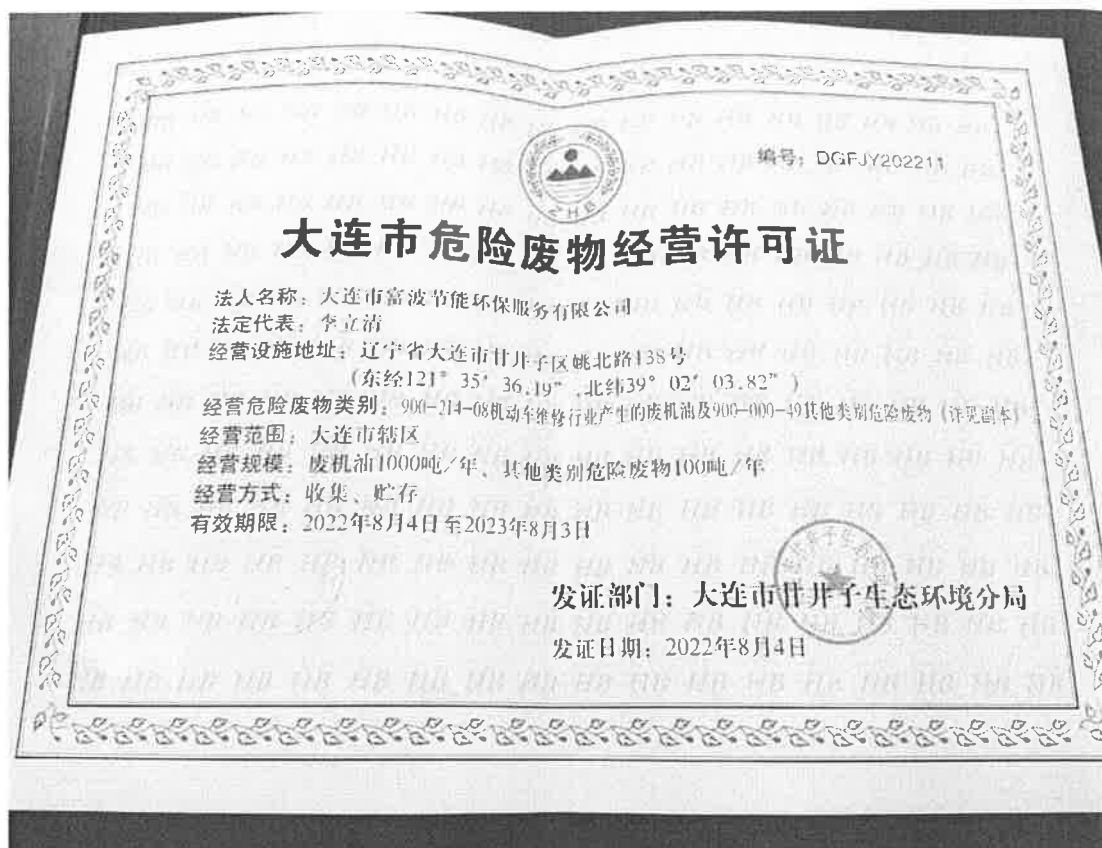 ZHB
编号：DGFJY202211
大连市危险废物经营许可证
法人名称：大连市富波节能环保服务有限公司
法定代表：李立清
经营设施地址：辽宁省大连市甘井子区姚北路138号
（东经121° 35′ 36.19″ 北纬39° 02′ 03.82″）
经营危险废物类别：900-214-08机动车维修行业产生的废机油及900-000-49其他类别危险废物（详见副本）
经营范围：大连市辖区
经营规模：废机油1000吨/年、其他类别危险废物100吨/年
经营方式：收集、贮存
有效期限：2022年8月4日至2023年8月3日
发证部门：大连市甘井子生态环境分局
发证日期：2022年8月4日